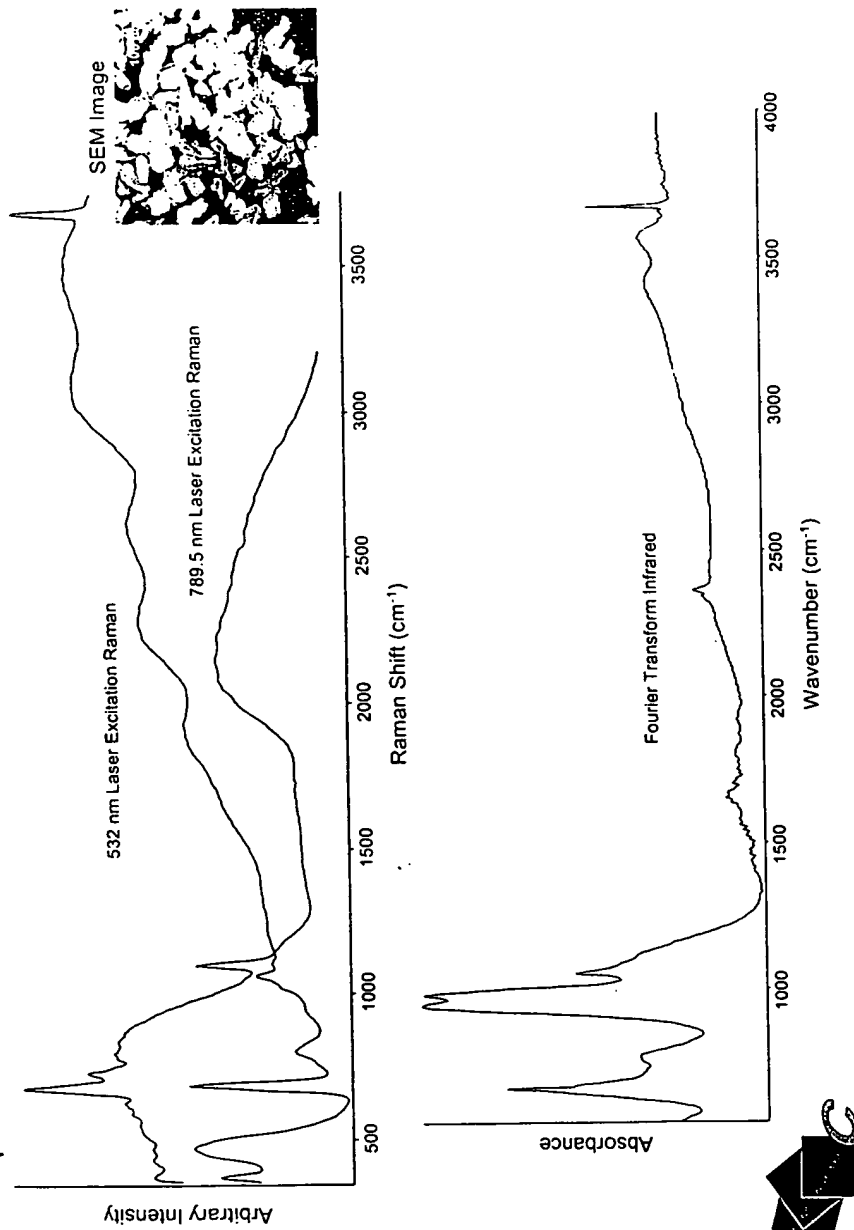 SEM Image
532 nm Laser Excitation Raman
789.5 nm Laser Excitation Raman
Arbitrary Intensity
500
1000
1500
2000
2500
3000
3500
Raman Shift (cm⁻¹)
Fourier Transform Infrared
Absorbance
1000
1500
2000
2500
3000
3500
4000
Wavenumber (cm⁻¹)